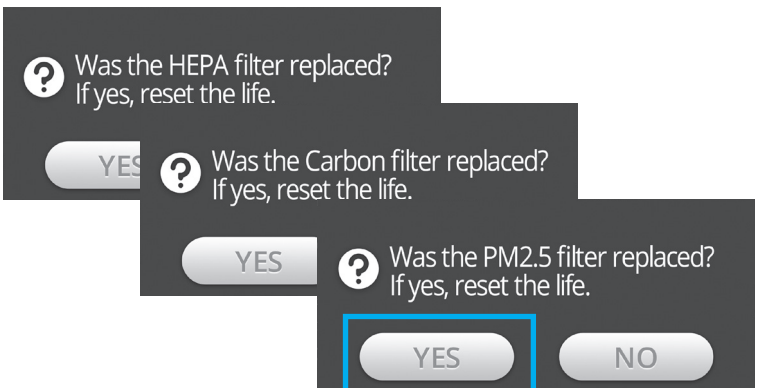 Was the HEPA filter replaced?
If yes, reset the life.
YES
Was the Carbon filter replaced?
If yes, reset the life.
YES
Was the PM2.5 filter replaced?
If yes, reset the life.
YES NO